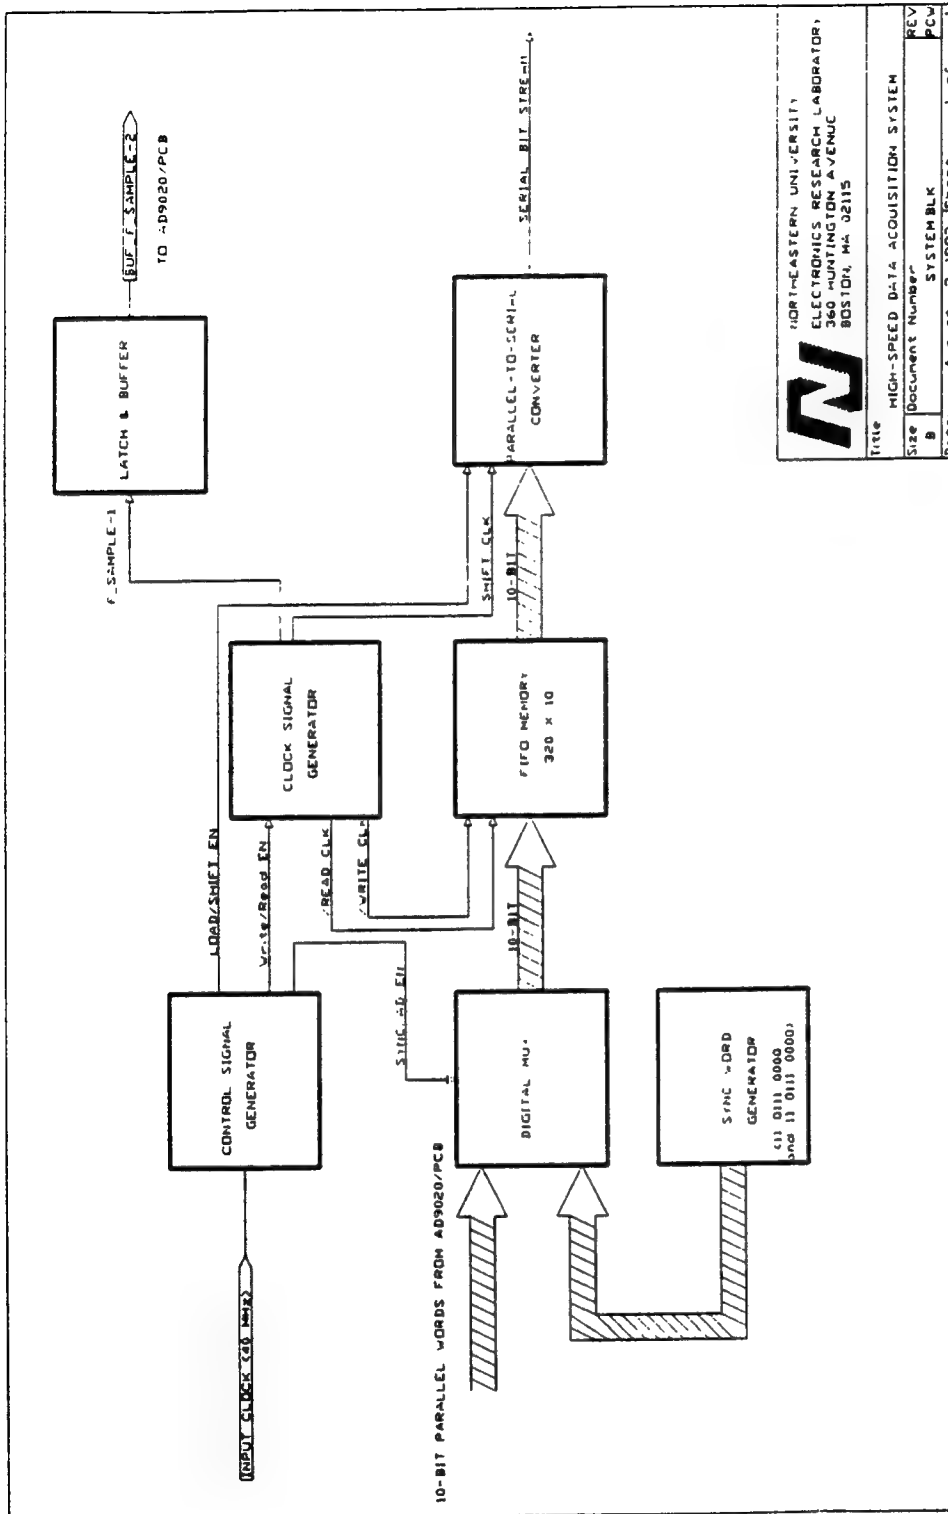 INPUT CLOCK (40 MHz)
CONTROL SIGNAL
GENERATOR
LOAD/SHIFT EN
Write/Read EN
/READ CLK
/WRITE CLK
CLOCK SIGNAL
GENERATOR
F_SAMPLE-1
LATCH & BUFFER
BUF_F_SAMPLE-2
TO AD9020/PCB
10-BIT PARALLEL WORDS FROM AD9020/PCB
DIGITAL MUX
10-BIT
FIFO MEMORY
320 X 10
10-BIT
SHIFT CLK
PARALLEL-TO-SERIAL
CONVERTER
SERIAL BIT STREAM
SYNC WORD
GENERATOR
(11 0111 0000
and 11 0111 0000)
NORTHEASTERN UNIVERSITY
ELECTRONICS RESEARCH LABORATORY
360 HUNTINGTON AVENUE
BOSTON, MA 02115
Title
HIGH-SPEED DATA ACQUISITION SYSTEM
Size Document Number REV
B SYSTEMBLK PCW